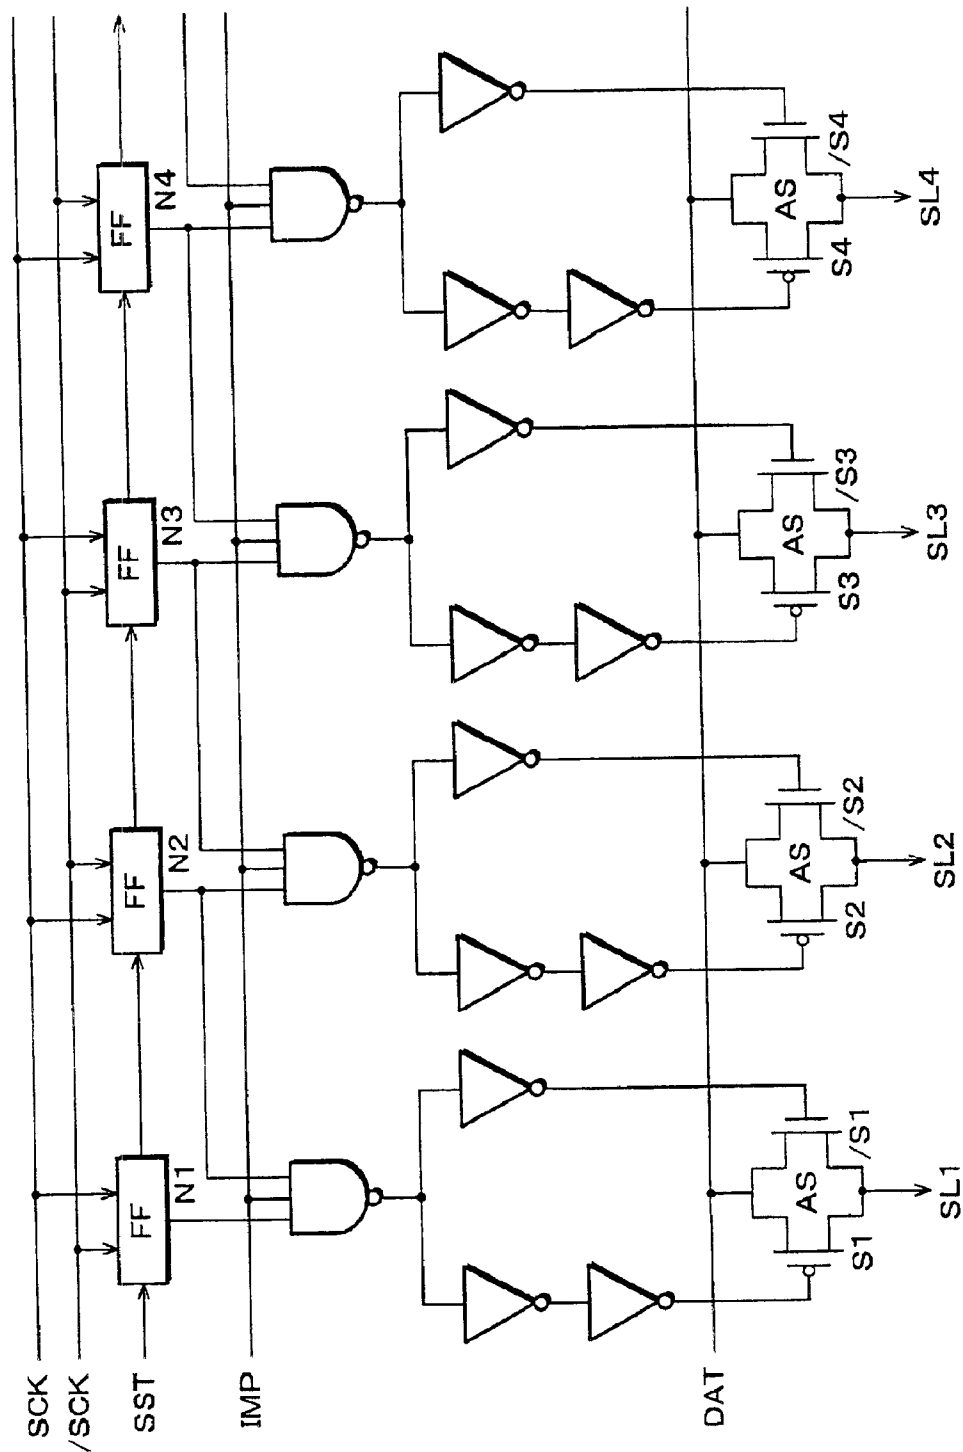 SCK
/SCK
SST
IMP
DAT
FF
FF
FF
FF
N1
N2
N3
N4
AS
AS
AS
AS
S1
/S1
S2
/S2
S3
/S3
S4
/S4
SL1
SL2
SL3
SL4